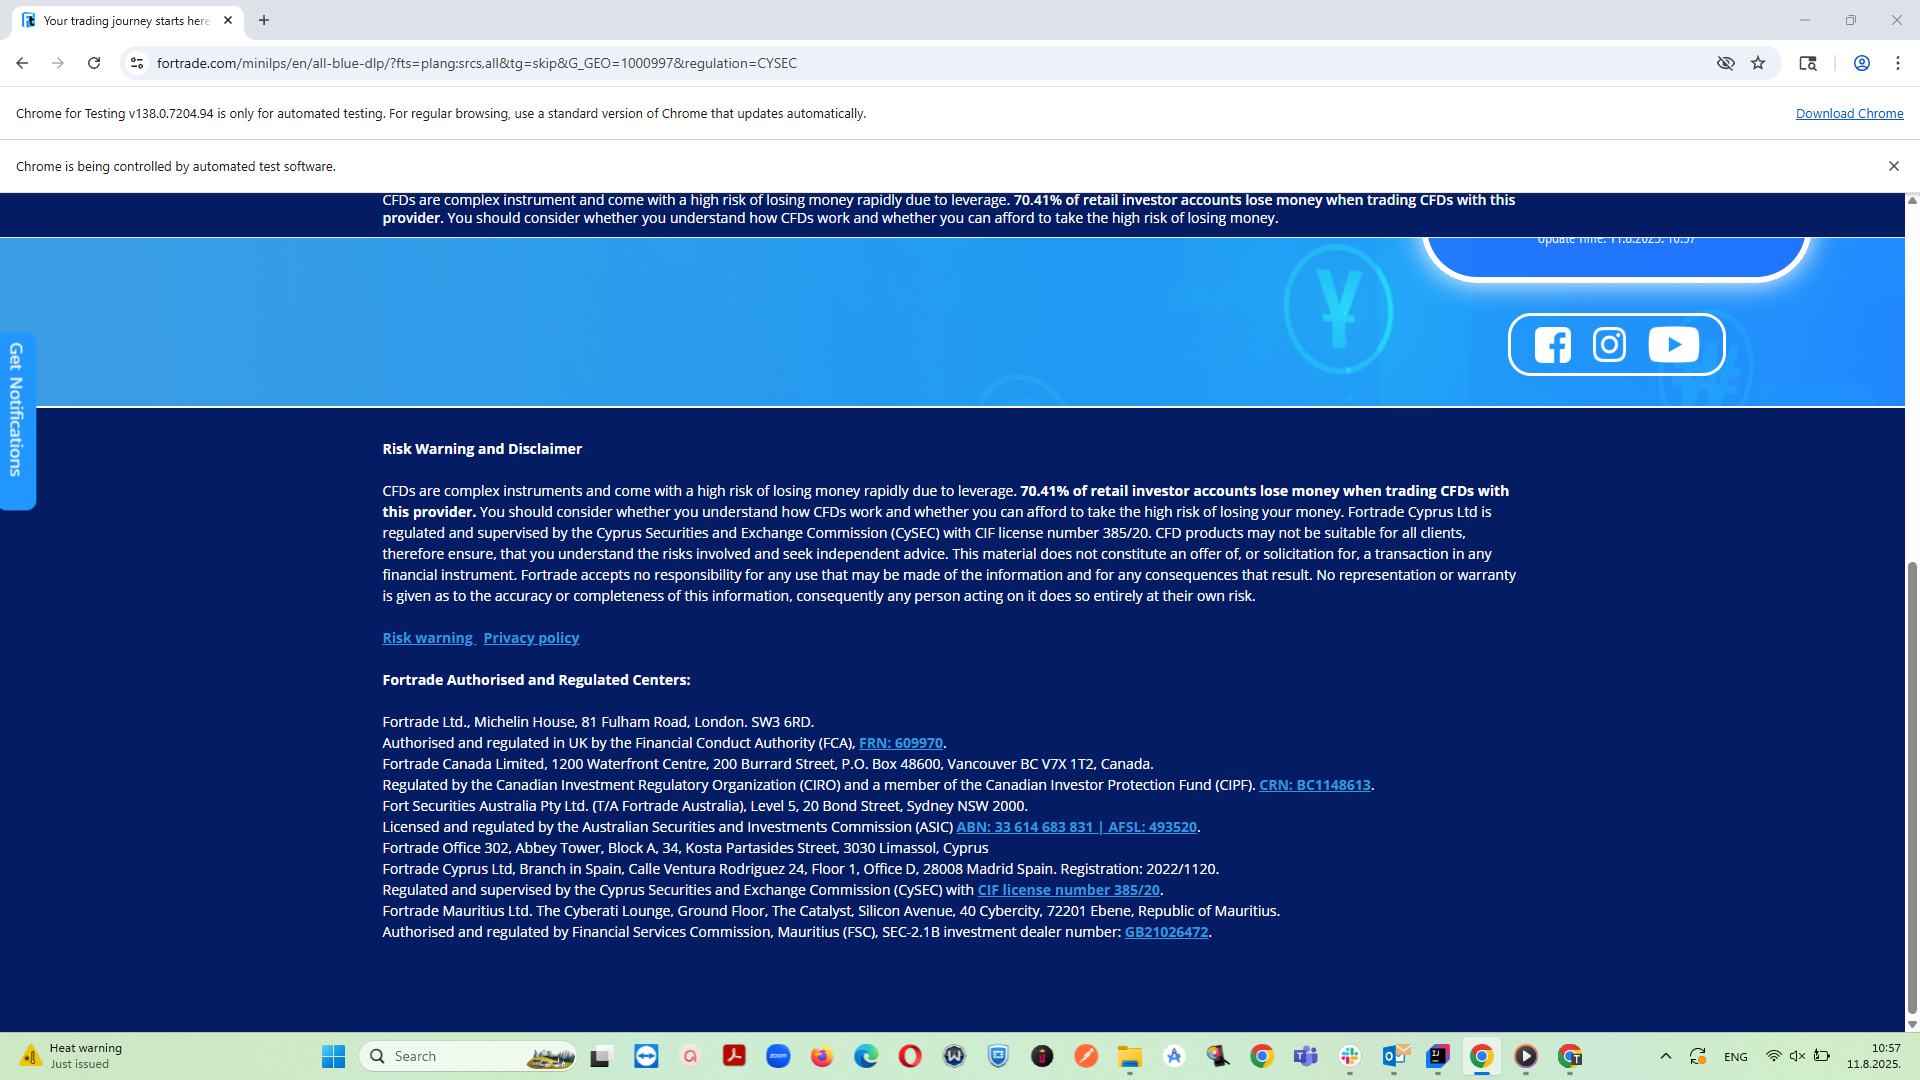 Your trading journey starts here
fortrade.com/minilps/en/all-blue-dlp/?fts=plang:srcs,all&tg=skip&G_GEO=1000997&regulation=CYSEC
Chrome for Testing v138.0.7204.94 is only for automated testing. For regular browsing, use a standard version of Chrome that updates automatically.
Download Chrome
Chrome is being controlled by automated test software.
CFDs are complex instrument and come with a high risk of losing money rapidly due to leverage. 70.41% of retail investor accounts lose money when trading CFDs with this
provider. You should consider whether you understand how CFDs work and whether you can afford to take the high risk of losing money.
Update Time: 11.8.2025. 10:57
Get Notifications
Risk Warning and Disclaimer
CFDs are complex instruments and come with a high risk of losing money rapidly due to leverage. 70.41% of retail investor accounts lose money when trading CFDs with
this provider. You should consider whether you understand how CFDs work and whether you can afford to take the high risk of losing your money. Fortrade Cyprus Ltd is
regulated and supervised by the Cyprus Securities and Exchange Commission (CySEC) with CIF license number 385/20. CFD products may not be suitable for all clients,
therefore ensure, that you understand the risks involved and seek independent advice. This material does not constitute an offer of, or solicitation for, a transaction in any
financial instrument. Fortrade accepts no responsibility for any use that may be made of the information and for any consequences that result. No representation or warranty
is given as to the accuracy or completeness of this information, consequently any person acting on it does so entirely at their own risk.
Risk warning  Privacy policy
Fortrade Authorised and Regulated Centers:
Fortrade Ltd., Michelin House, 81 Fulham Road, London. SW3 6RD.
Authorised and regulated in UK by the Financial Conduct Authority (FCA), FRN: 609970.
Fortrade Canada Limited, 1200 Waterfront Centre, 200 Burrard Street, P.O. Box 48600, Vancouver BC V7X 1T2, Canada.
Regulated by the Canadian Investment Regulatory Organization (CIRO) and a member of the Canadian Investor Protection Fund (CIPF). CRN: BC1148613.
Fort Securities Australia Pty Ltd. (T/A Fortrade Australia), Level 5, 20 Bond Street, Sydney NSW 2000.
Licensed and regulated by the Australian Securities and Investments Commission (ASIC) ABN: 33 614 683 831 | AFSL: 493520.
Fortrade Office 302, Abbey Tower, Block A, 34, Kosta Partasides Street, 3030 Limassol, Cyprus
Fortrade Cyprus Ltd, Branch in Spain, Calle Ventura Rodriguez 24, Floor 1, Office D, 28008 Madrid Spain. Registration: 2022/1120.
Regulated and supervised by the Cyprus Securities and Exchange Commission (CySEC) with CIF license number 385/20.
Fortrade Mauritius Ltd. The Cyberati Lounge, Ground Floor, The Catalyst, Silicon Avenue, 40 Cybercity, 72201 Ebene, Republic of Mauritius.
Authorised and regulated by Financial Services Commission, Mauritius (FSC), SEC-2.1B investment dealer number: GB21026472.
Heat warning
Just issued
Search
zoom
ENG
10:57
11.8.2025.